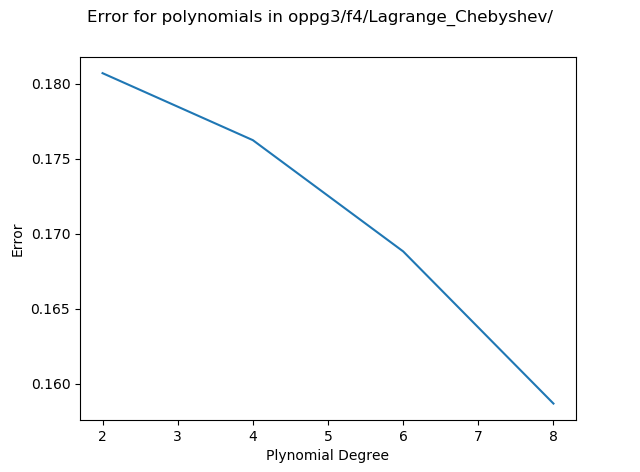 Error for polynomials in oppg3/f4/Lagrange_Chebyshev/
0.180
0.175
0.170
0.165
0.160
Error
2 3 4 5 6 7 8
Plynomial Degree